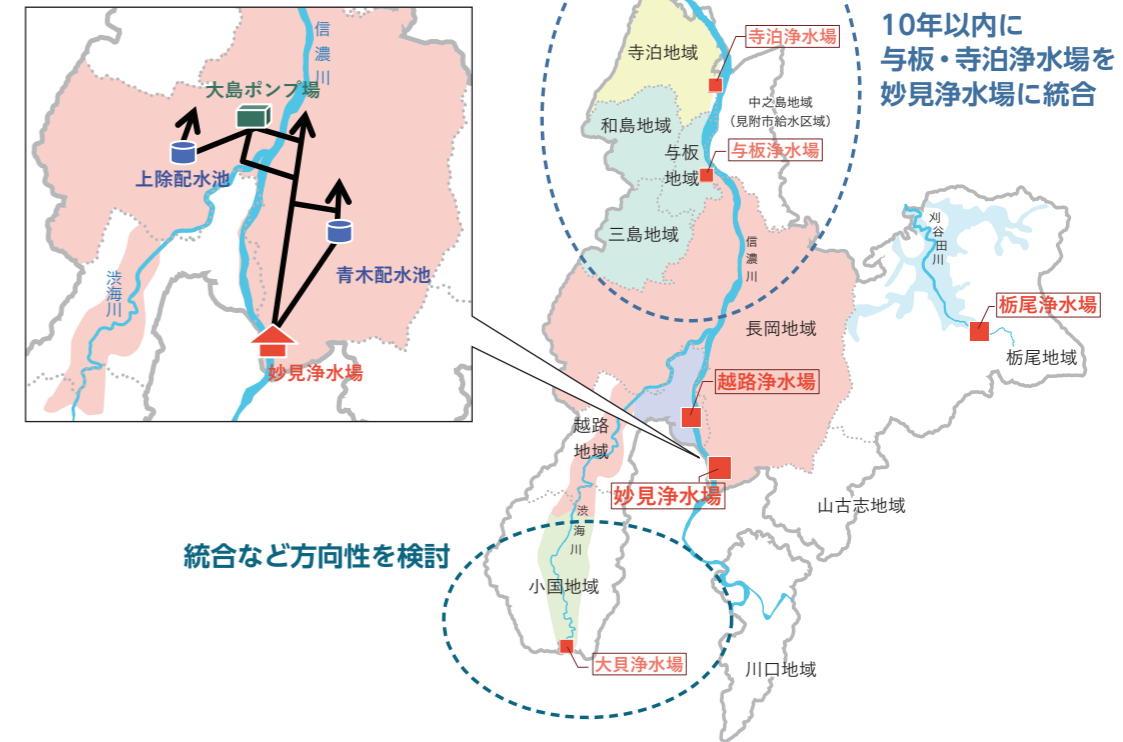 信濃川
大島ポンプ場
上除配水池
青木配水池
渋海川
妙見浄水場
10年以内に
与板・寺泊浄水場を
妙見浄水場に統合
寺泊地域
寺泊浄水場
中之島地域
（見附市給水区域）
和島地域
与板
地域
与板浄水場
三島地域
信濃川
刈谷田川
長岡地域
栃尾浄水場
栃尾地域
越路浄水場
越路
地域
妙見浄水場
山古志地域
渋海川
統合など方向性を検討
小国地域
大貝浄水場
川口地域